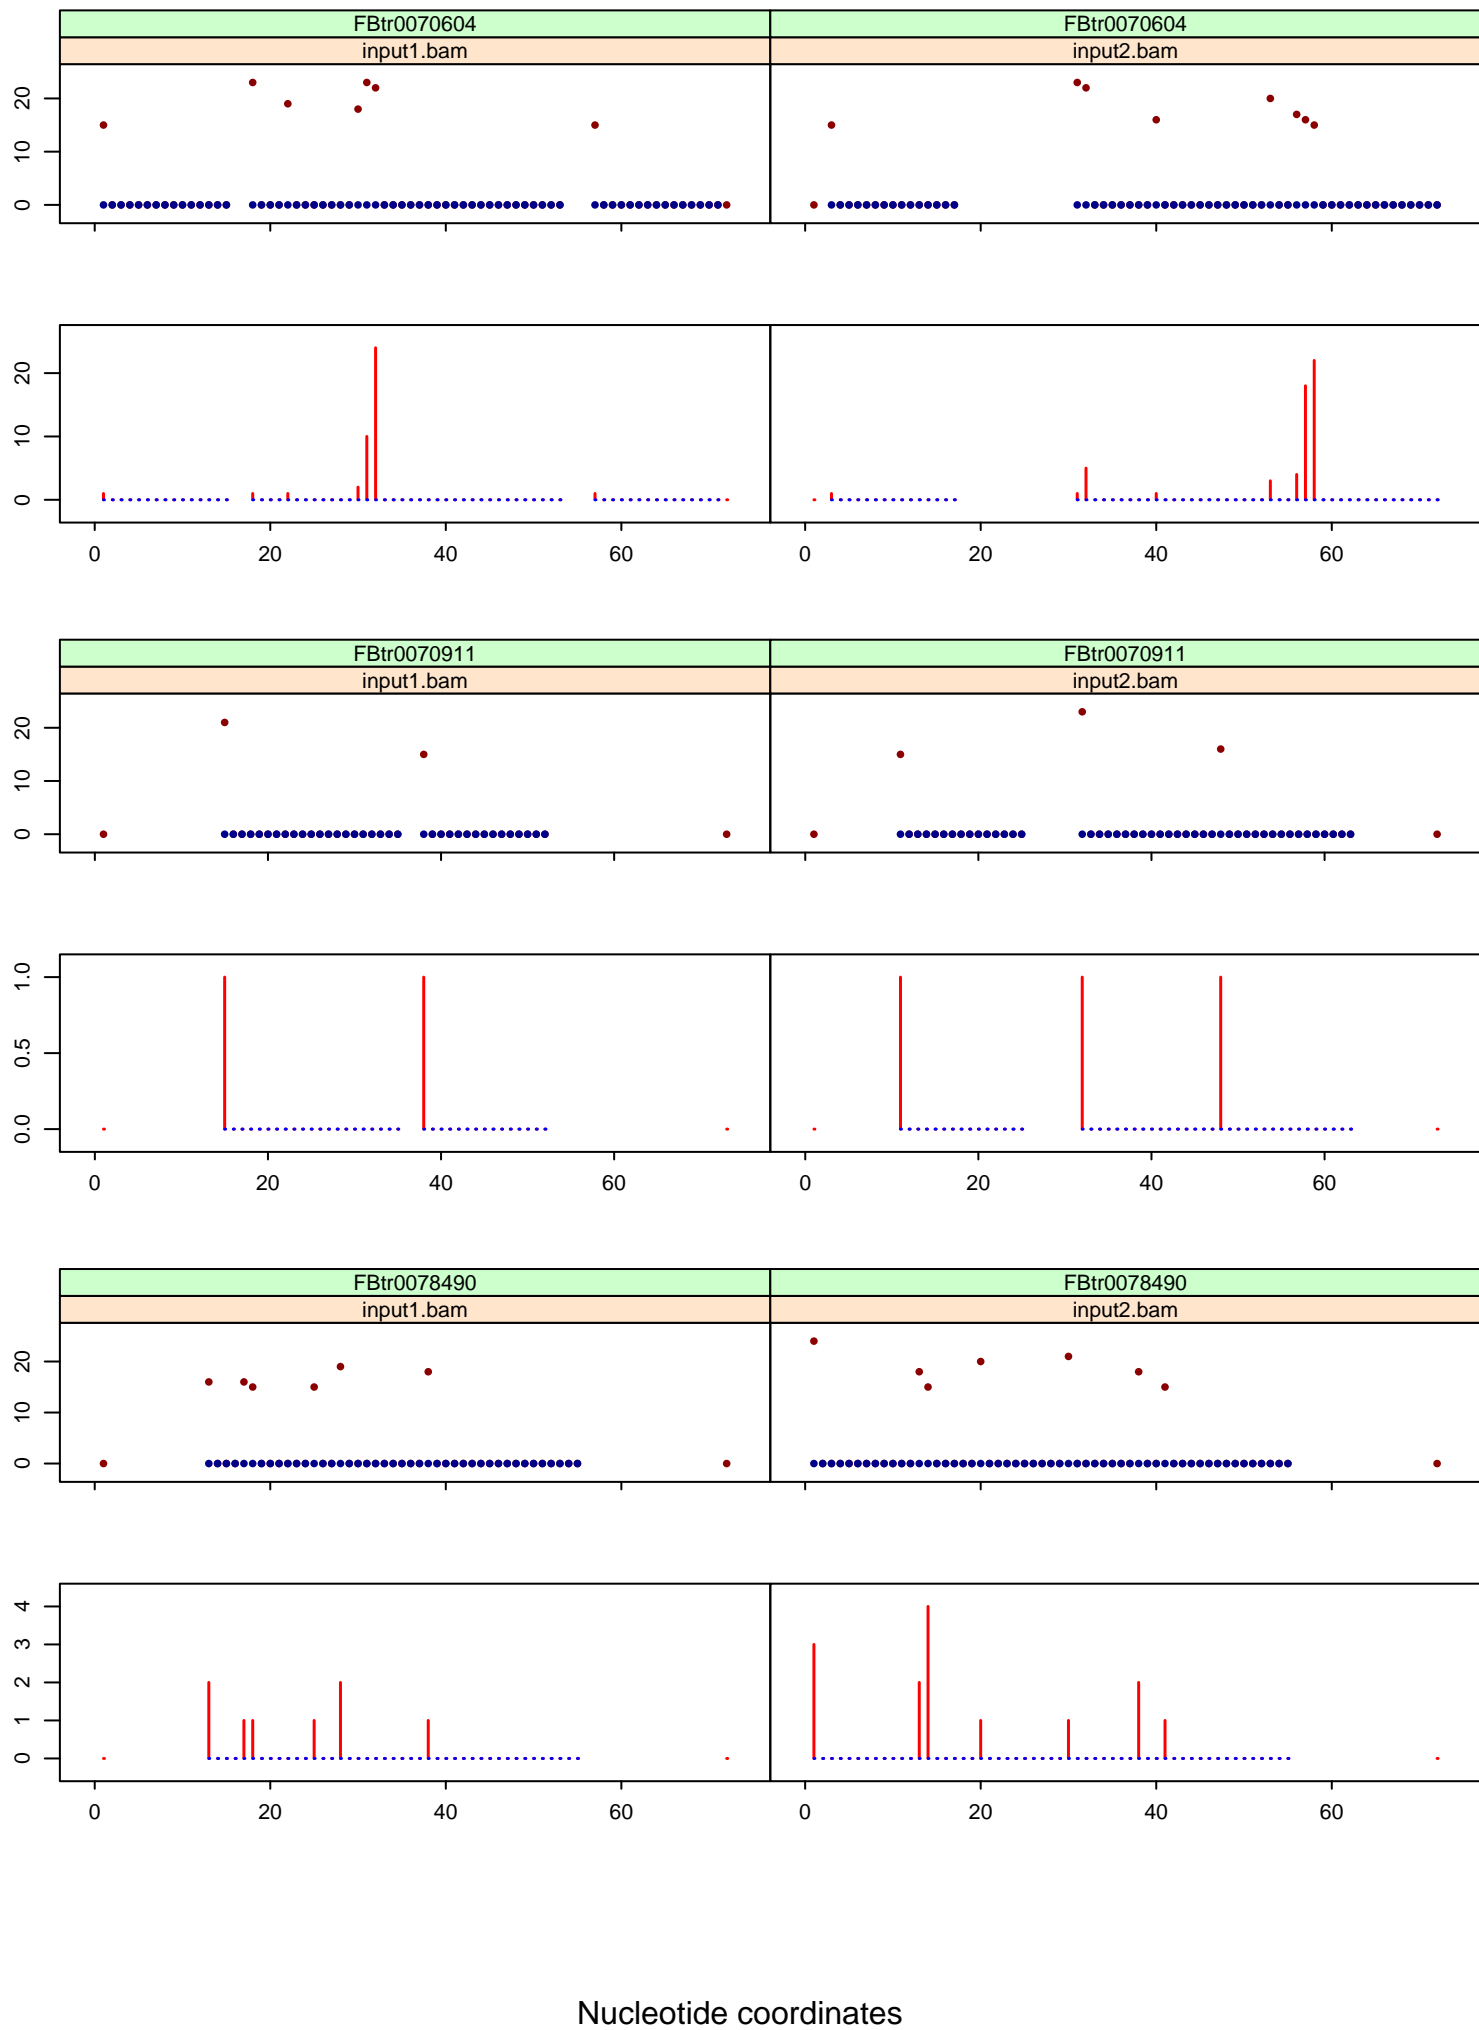 FBtr0070604 FBtr0070604
input1.bam input2.bam
20
10
0
20
10
0
0 20 40 60 0 20 40 60
FBtr0070911 FBtr0070911
input1.bam input2.bam
20
10
0
1.0
0.5
0.0
0 20 40 60 0 20 40 60
FBtr0078490 FBtr0078490
input1.bam input2.bam
20
10
0
4
3
2
1
0
0 20 40 60 0 20 40 60
Nucleotide coordinates